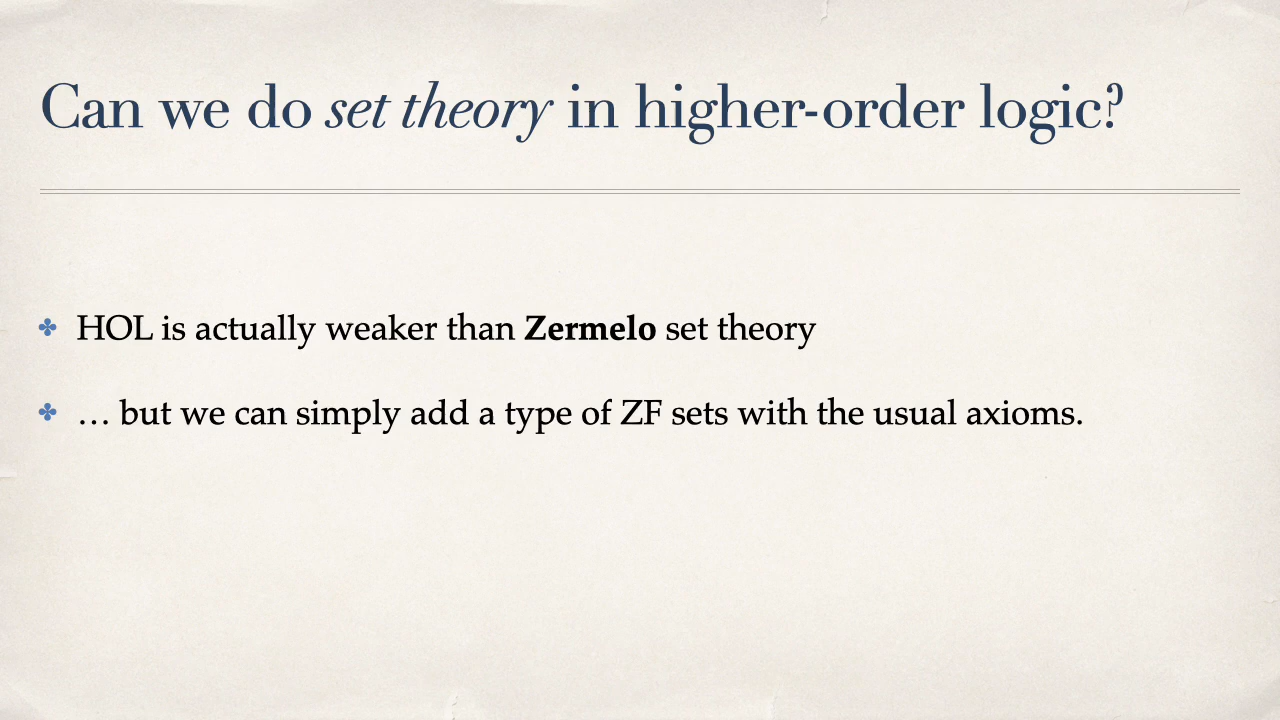 Can we do set theory in higher-order logic?
HOL is actually weaker than Zermelo set theory
… but we can simply add a type of ZF sets with the usual axioms.